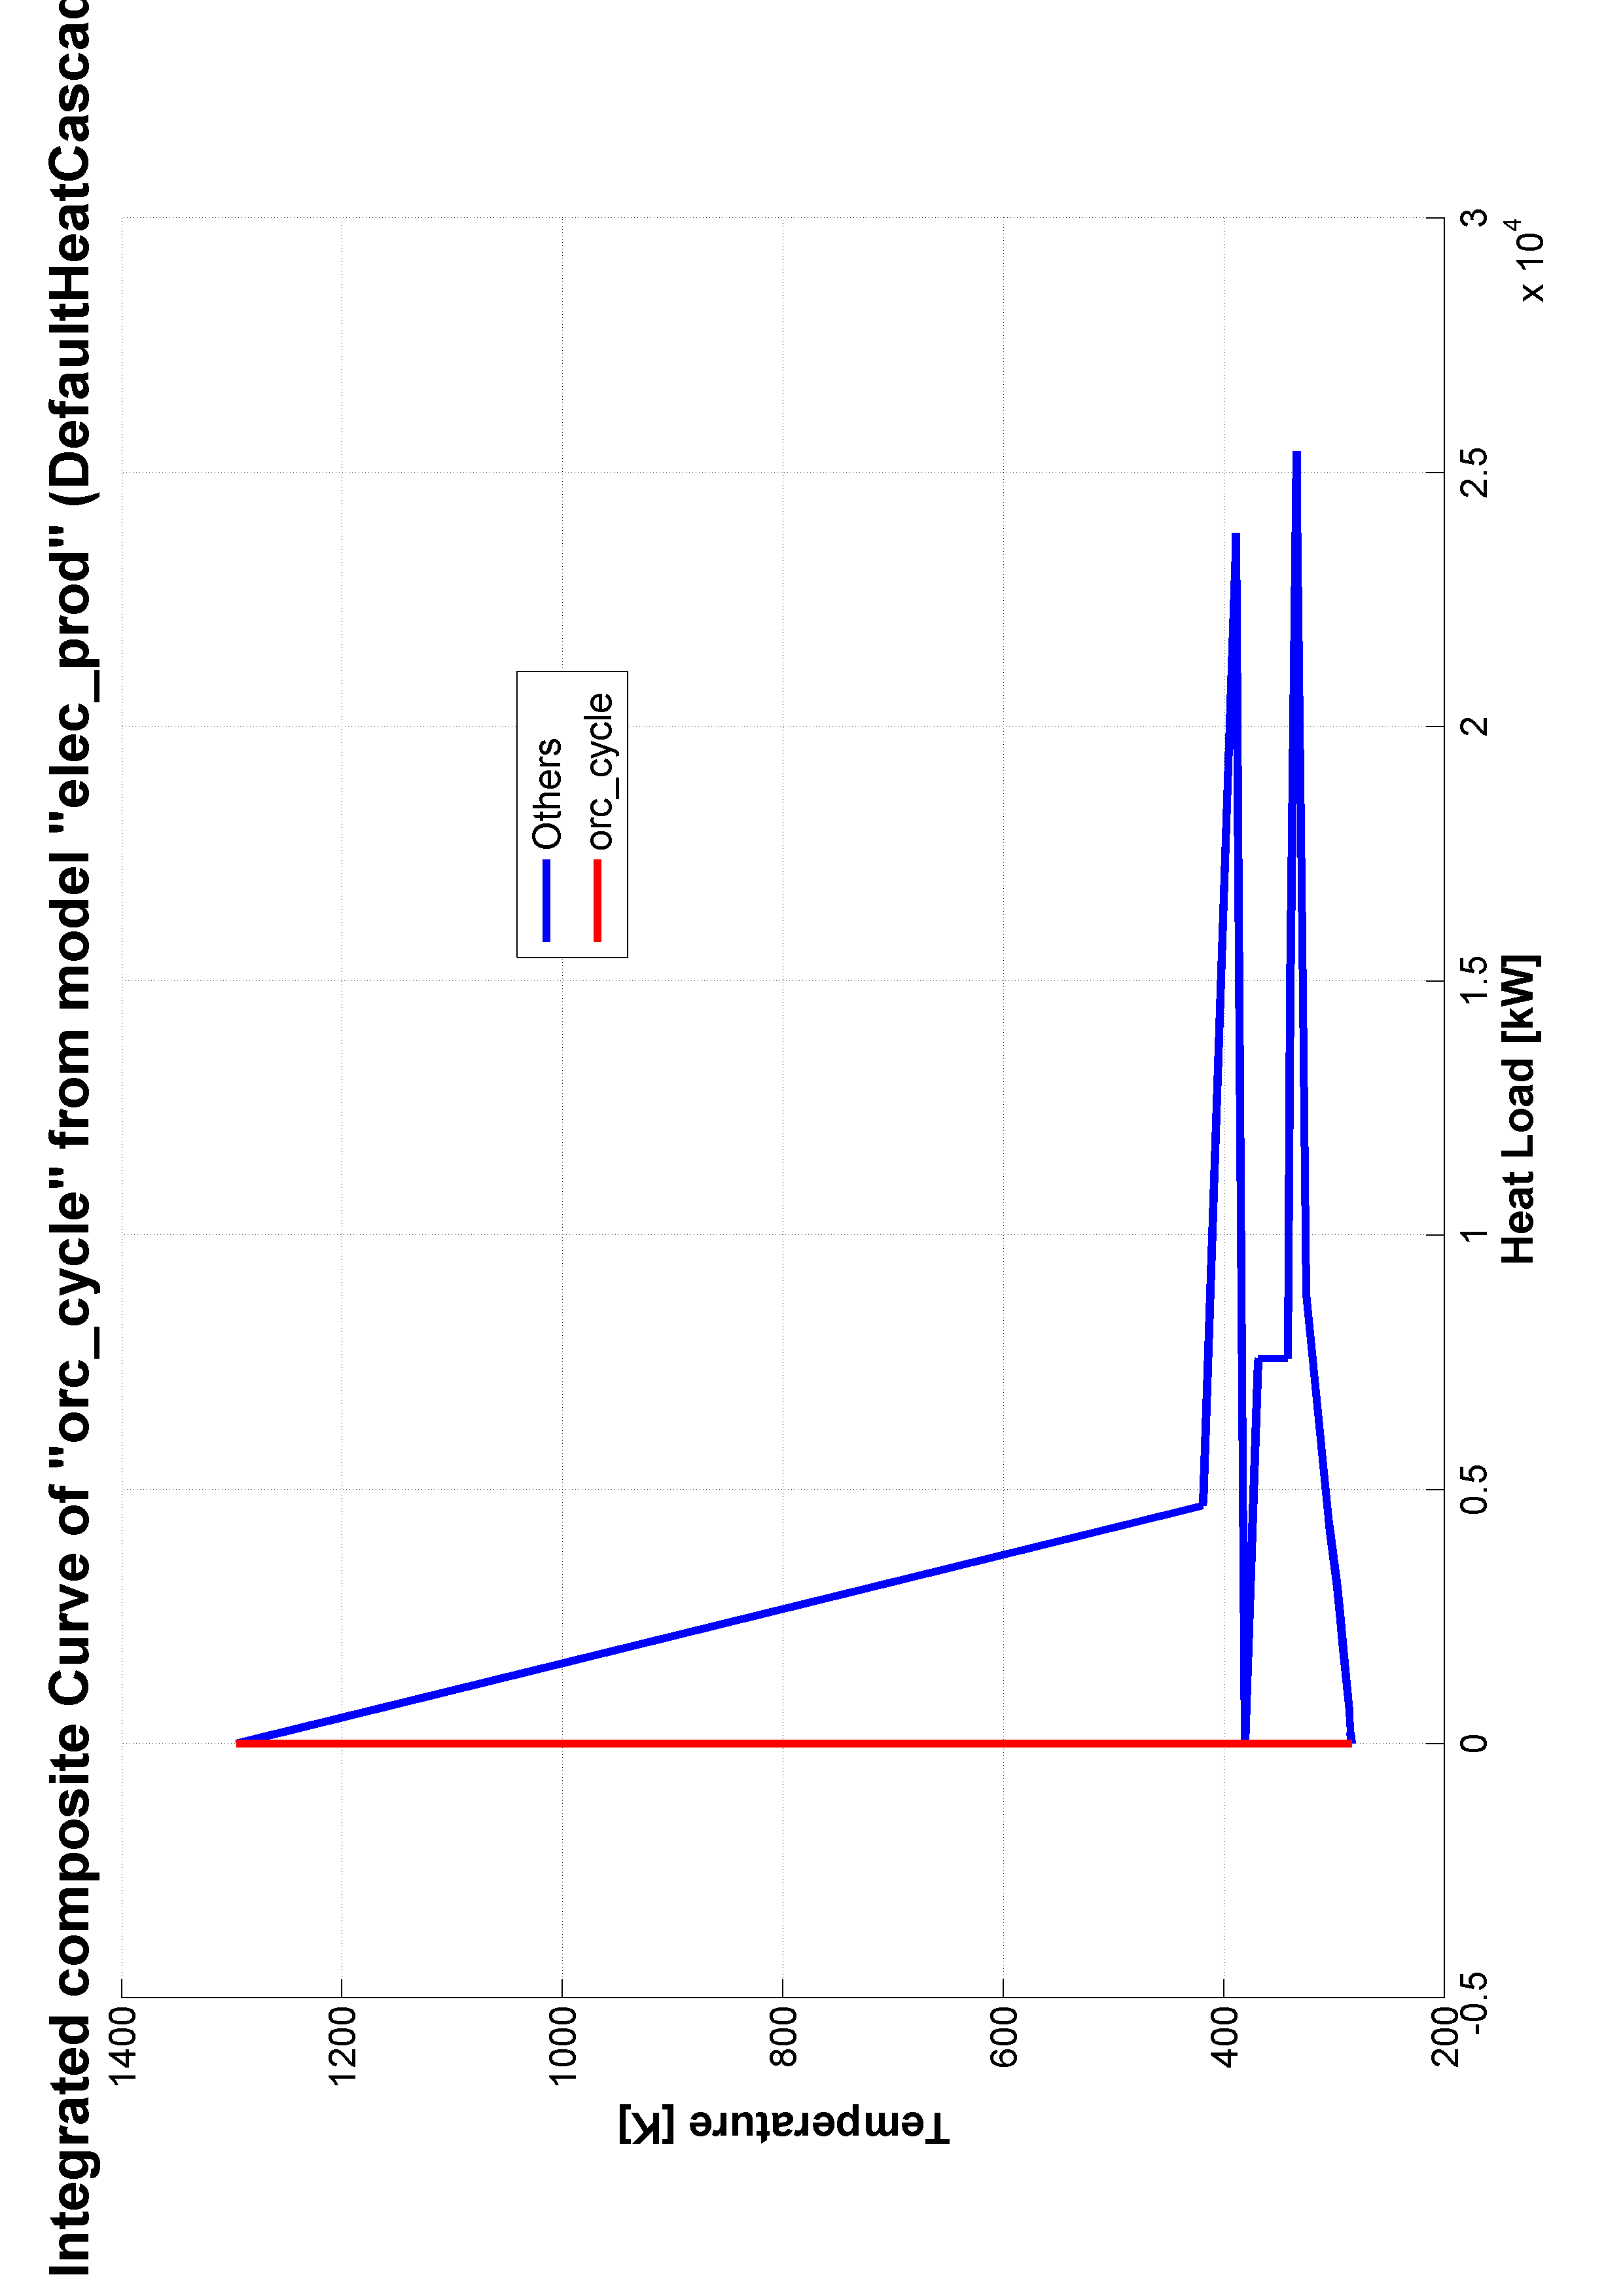 Integrated composite Curve of "orc_cycle" from model "elec_prod" (DefaultHeatCascad
Temperature [K]
1400
1200
1000
800
600
400
200
Others
orc_cycle
-0.5
0
0.5
1
1.5
2
2.5
3
x 10^4
Heat Load [kW]